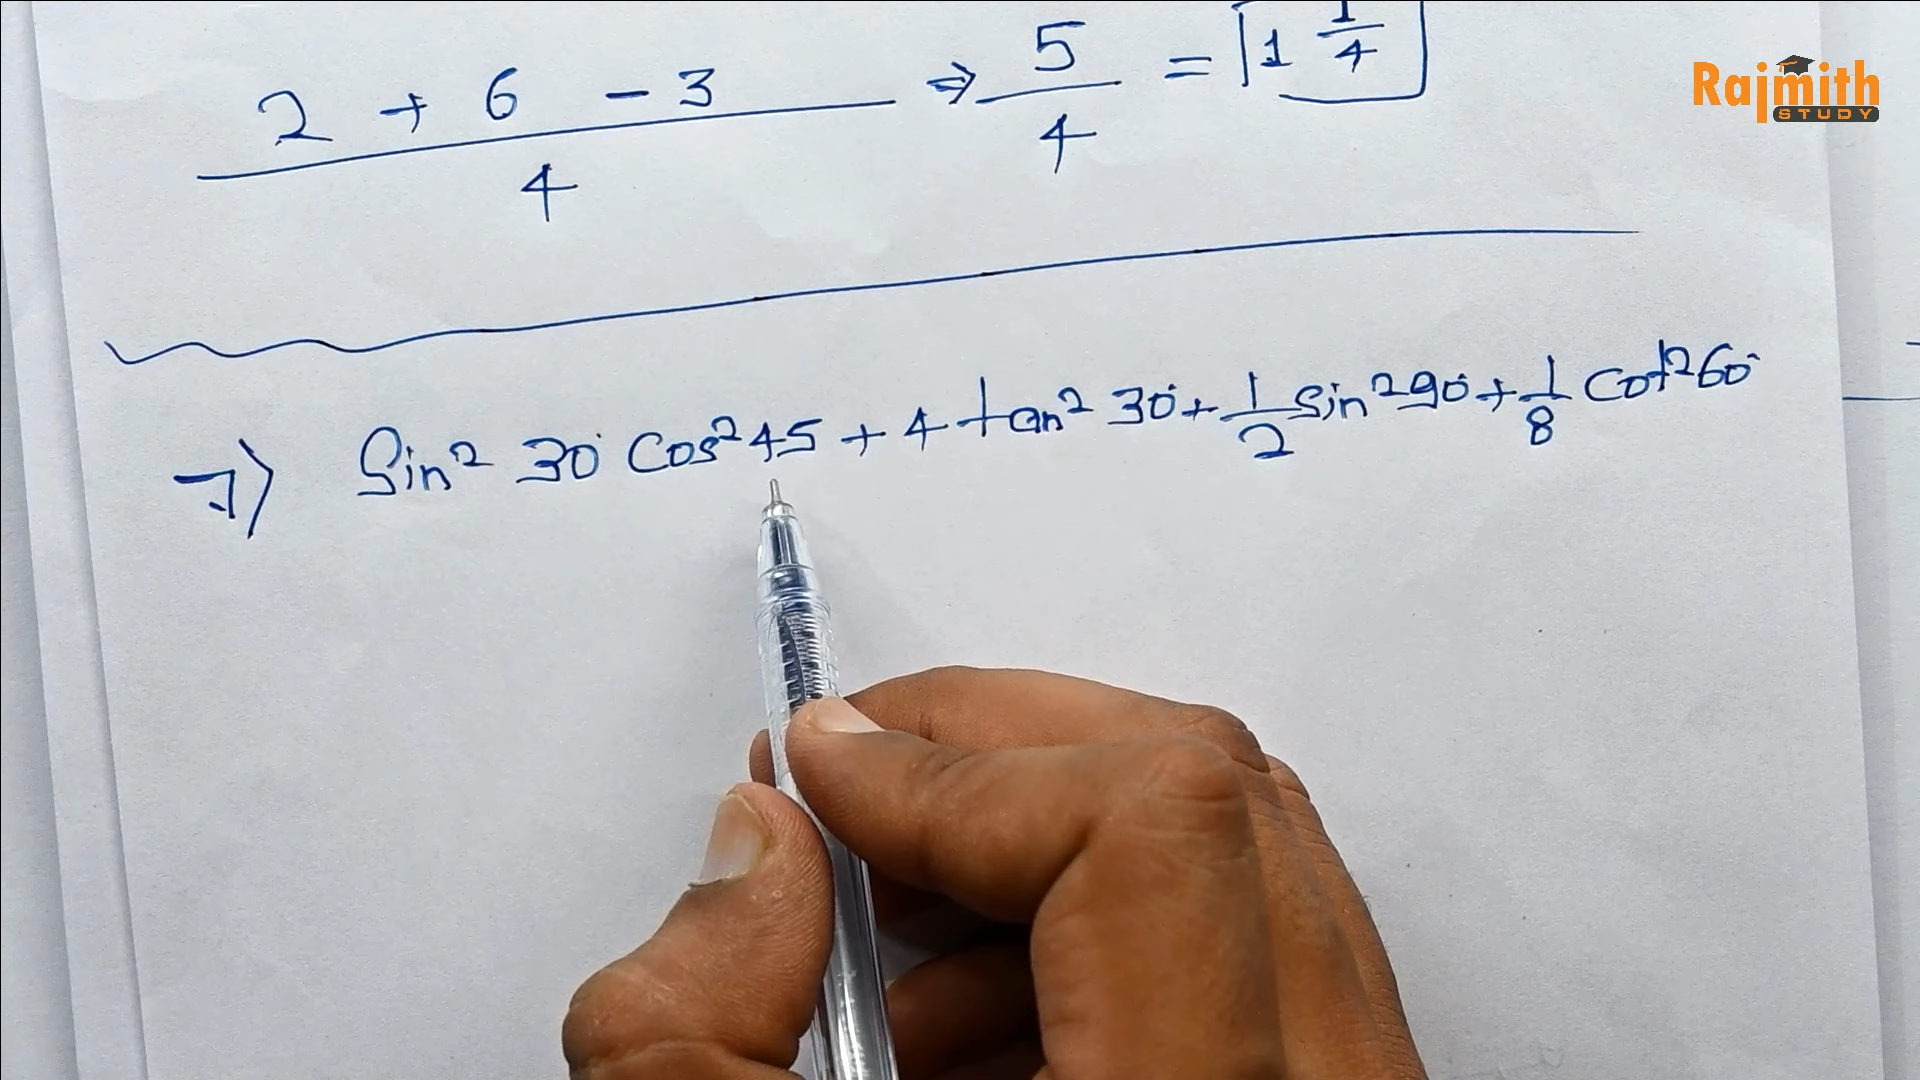 2 + 6 - 3 / 4 ⇒ 5/4 = 1 1/4
Rajmith
STUDY
7) Sin² 30° Cos² 45 + 4 tan² 30° + 1/2 Sin² 90° + 1/8 Cot² 60°